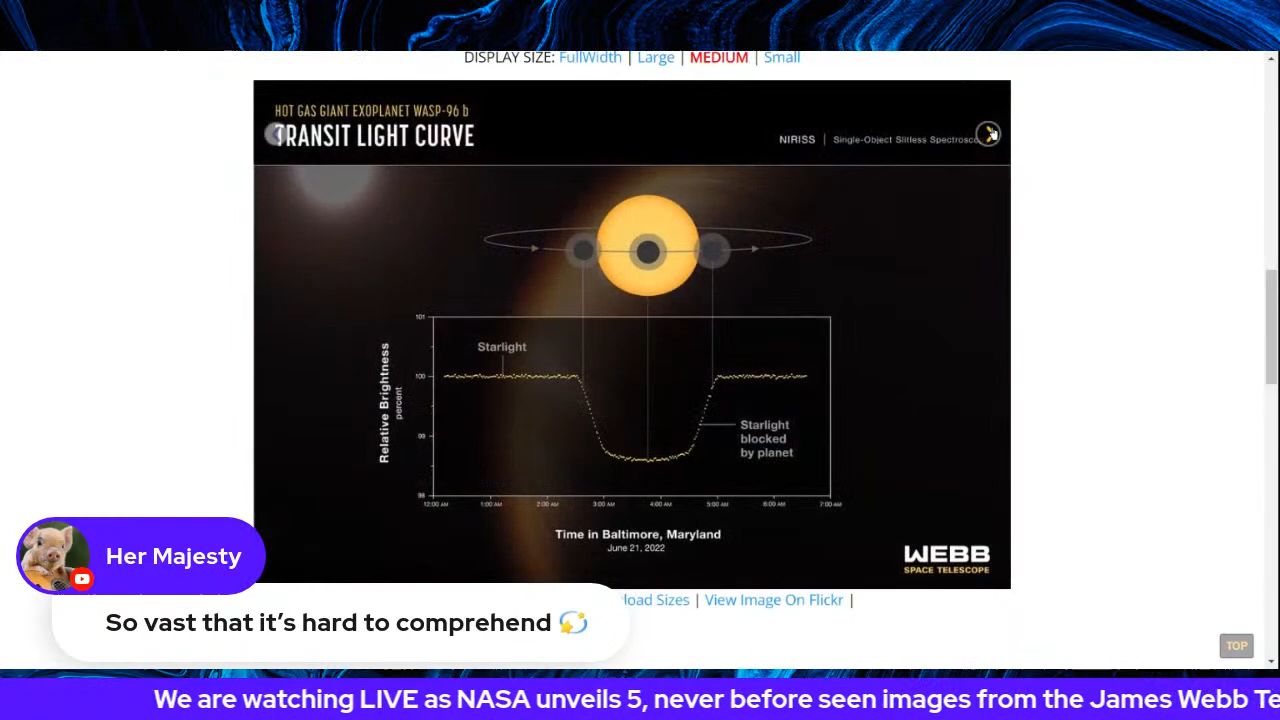 DISPLAY SIZE: FullWidth | Large | MEDIUM | Small
HOT GAS GIANT EXOPLANET WASP-96 b
TRANSIT LIGHT CURVE
NIRISS | Single-Object Slitless Spectrosco
101
Starlight
100
Relative Brightness
percent
99
Starlight
blocked
by planet
98
12:00 AM 1:00 AM 2:00 AM 3:00 AM 4:00 AM 5:00 AM 6:00 AM 7:00 AM
Time in Baltimore, Maryland
June 21, 2022
WEBB
SPACE TELESCOPE
Her Majesty
load Sizes | View Image On Flickr |
So vast that it’s hard to comprehend 💫
TOP
We are watching LIVE as NASA unveils 5, never before seen images from the James Webb Te